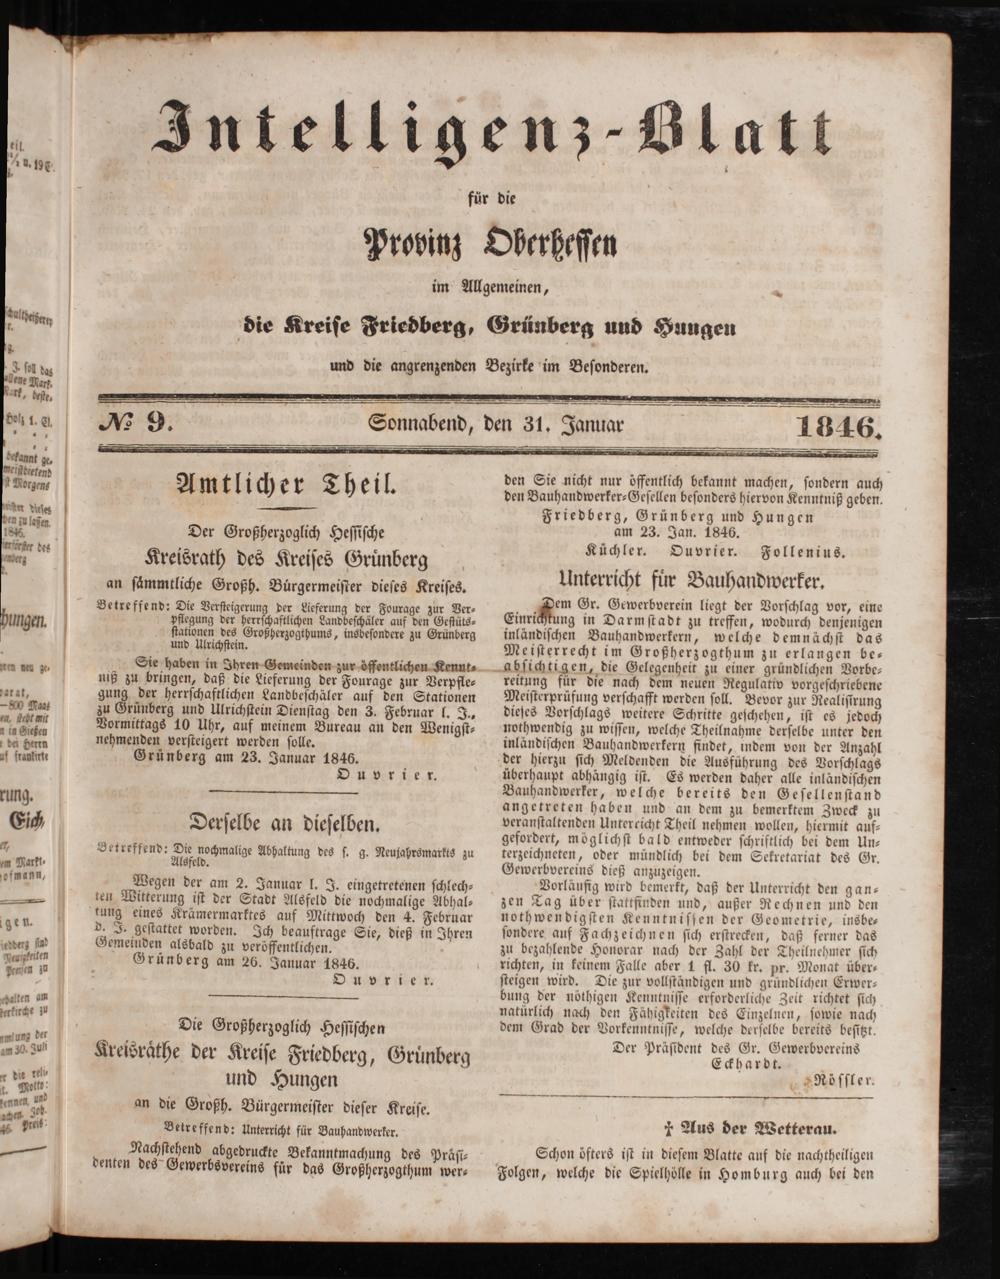 Intelligenz-Blatt
für die
Provinz Oberhessen
im Allgemeinen,
die Kreise Friedberg, Grünberg und Hungen
und die angrenzenden Bezirke im Besonderen.
№ 9.
Sonnabend, den 31. Januar
1846.
Amtlicher Theil.
Der Großherzoglich Hessische
Kreisrath des Kreises Grünberg
an sämmtliche Großh. Bürgermeister dieses Kreises.
Betreffend: Die Versteigerung der Lieferung der Fourage zur Ver-
pflegung der herrschaftlichen Landbeschäler auf den Gestüts-
stationen des Großherzogthums, insbesondere zu Grünberg
und Ulrichstein.
Sie haben in Ihren Gemeinden zur öffentlichen Kennt-
niß zu bringen, daß die Lieferung der Fourage zur Verpfle-
gung der herrschaftlichen Landbeschäler auf den Stationen
zu Grünberg und Ulrichstein Dienstag den 3. Februar l. J.,
Vormittags 10 Uhr, auf meinem Bureau an den Wenigst-
nehmenden versteigert werden solle.
Grünberg am 23. Januar 1846.
Ouvrier.
Derselbe an dieselben.
Betreffend: Die nochmalige Abhaltung des s. g. Neujahrsmarkts zu
Alsfeld.
Wegen der am 2. Januar l. J. eingetretenen schlech-
ten Witterung ist der Stadt Alsfeld die nochmalige Abhal-
tung eines Krämermarktes auf Mittwoch den 4. Februar
d. J. gestattet worden. Ich beauftrage Sie, dieß in Ihren
Gemeinden alsbald zu veröffentlichen.
Grünberg am 26. Januar 1846.
Ouvrier.
Die Großherzoglich Hessischen
Kreisräthe der Kreise Friedberg, Grünberg
und Hungen
an die Großh. Bürgermeister dieser Kreise.
Betreffend: Unterricht für Bauhandwerker.
Nachstehend abgedruckte Bekanntmachung des Präsi-
denten des Gewerbsvereins für das Großherzogthum wer-
den Sie nicht nur öffentlich bekannt machen, sondern auch
den Bauhandwerker-Gesellen besonders hiervon Kenntniß geben.
Friedberg, Grünberg und Hungen
am 23. Jan. 1846.
Küchler. Ouvrier. Follenius.
Unterricht für Bauhandwerker.
Dem Gr. Gewerbverein liegt der Vorschlag vor, eine
Einrichtung in Darmstadt zu treffen, wodurch denjenigen
inländischen Bauhandwerkern, welche demnächst das
Meisterrecht im Großherzogthum zu erlangen be-
absichtigen, die Gelegenheit zu einer gründlichen Vorbe-
reitung für die nach dem neuen Regulativ vorgeschriebene
Meisterprüfung verschafft werden soll. Bevor zur Realisirung
dieses Vorschlags weitere Schritte geschehen, ist es jedoch
nothwendig zu wissen, welche Theilnahme derselbe unter den
inländischen Bauhandwerkern findet, indem von der Anzahl
der hierzu sich Meldenden die Ausführung des Vorschlags
überhaupt abhängig ist. Es werden daher alle inländischen
Bauhandwerker, welche bereits den Gesellenstand
angetreten haben und an dem zu bemerktem Zweck zu
veranstaltenden Unterricht Theil nehmen wollen, hiermit auf-
gefordert, möglichst bald entweder schriftlich bei dem Un-
terzeichneten, oder mündlich bei dem Sekretariat des Gr.
Gewerbvereins dieß anzuzeigen.
Vorläufig wird bemerkt, daß der Unterricht den gan-
zen Tag über stattfinden und, außer Rechnen und den
nothwendigsten Kenntnissen der Geometrie, insbe-
sondere auf Fachzeichnen sich erstrecken, daß ferner das
zu bezahlende Honorar nach der Zahl der Theilnehmer sich
richten, in keinem Falle aber 1 fl. 30 kr. pr. Monat über-
steigen wird. Die zur vollständigen und gründlichen Erwer-
bung der nöthigen Kenntnisse erforderliche Zeit richtet sich
natürlich nach den Fähigkeiten des Einzelnen, sowie nach
dem Grad der Vorkenntnisse, welche derselbe bereits besitzt.
Der Präsident des Gr. Gewerbvereins
Eckhardt.
Rössler.
† Aus der Wetterau.
Schon öfters ist in diesem Blatte auf die nachtheiligen
Folgen, welche die Spielhölle in Homburg auch bei den